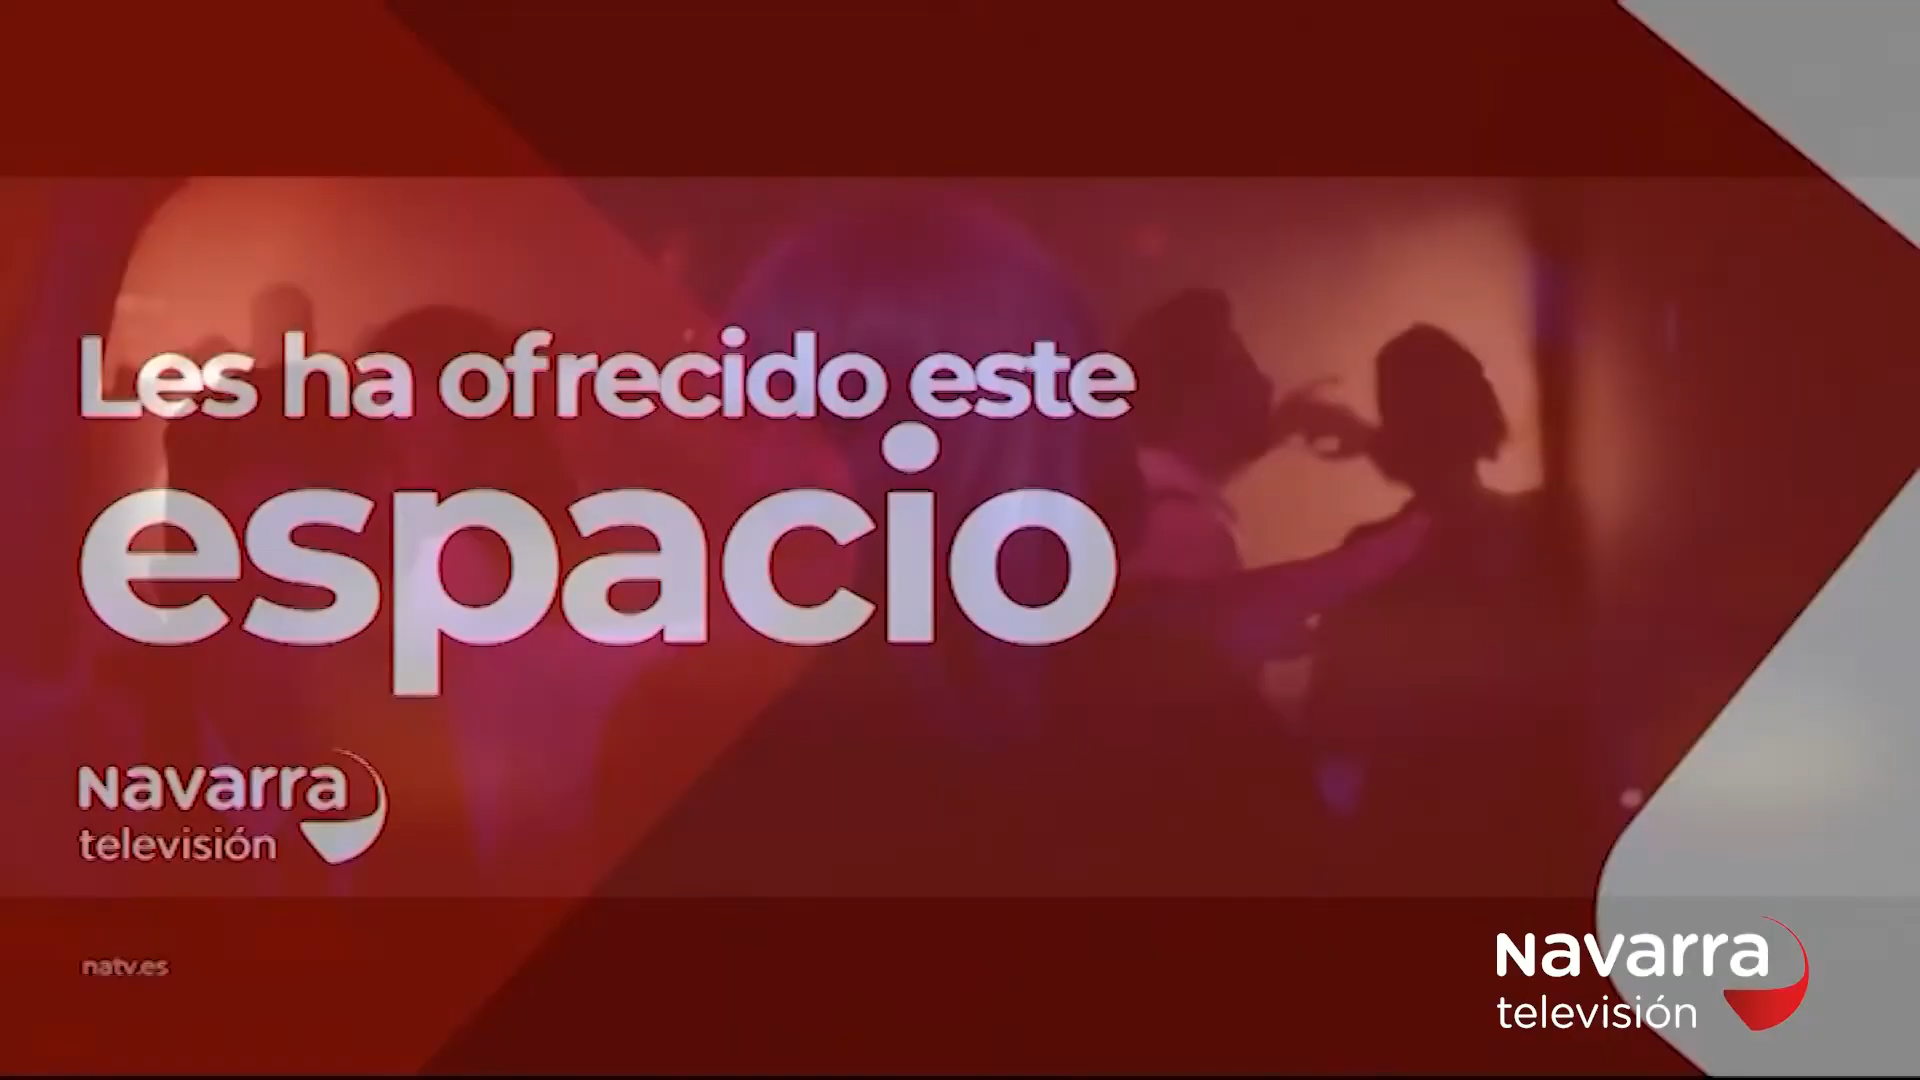 Les ha ofrecido este
espacio
Navarra
televisión
natv.es
Navarra
televisión